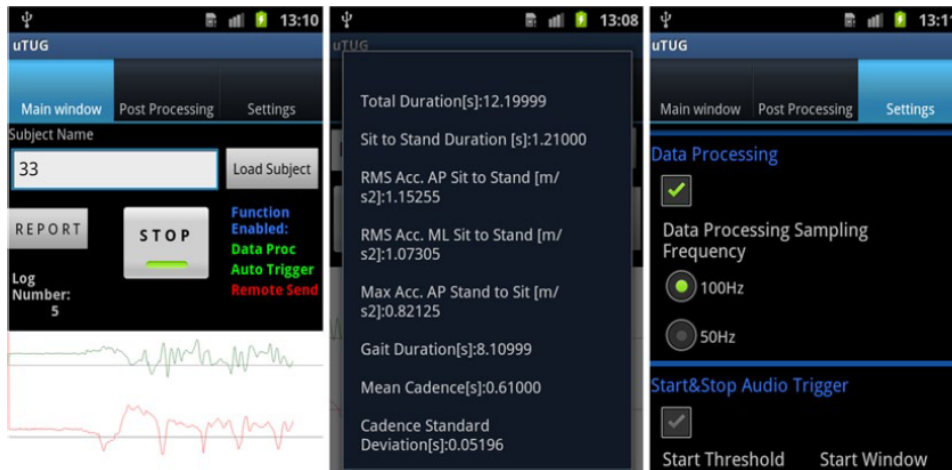 13:10
uTUG
Main window Post Processing Settings
Subject Name
33
Load Subject
REPORT
STOP
Function
Enabled:
Data Proc
Auto Trigger
Remote Send
Log
Number:
5
13:08
uTUG
Total Duration[s]:12.19999
Sit to Stand Duration [s]:1.21000
RMS Acc. AP Sit to Stand [m/
s2]:1.15255
RMS Acc. ML Sit to Stand [m/
s2]:1.07305
Max Acc. AP Stand to Sit [m/
s2]:0.82125
Gait Duration[s]:8.10999
Mean Cadence[s]:0.61000
Cadence Standard
Deviation[s]:0.05196
13:11
uTUG
Main window Post Processing Settings
Data Processing
Data Processing Sampling
Frequency
100Hz
50Hz
Start&Stop Audio Trigger
Start Threshold Start Window